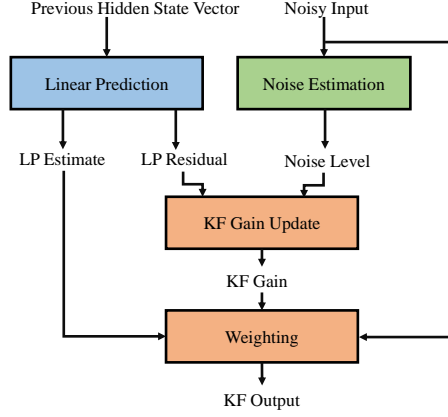 Previous Hidden State Vector
Noisy Input
Linear Prediction
Noise Estimation
LP Estimate
LP Residual
Noise Level
KF Gain Update
KF Gain
Weighting
KF Output